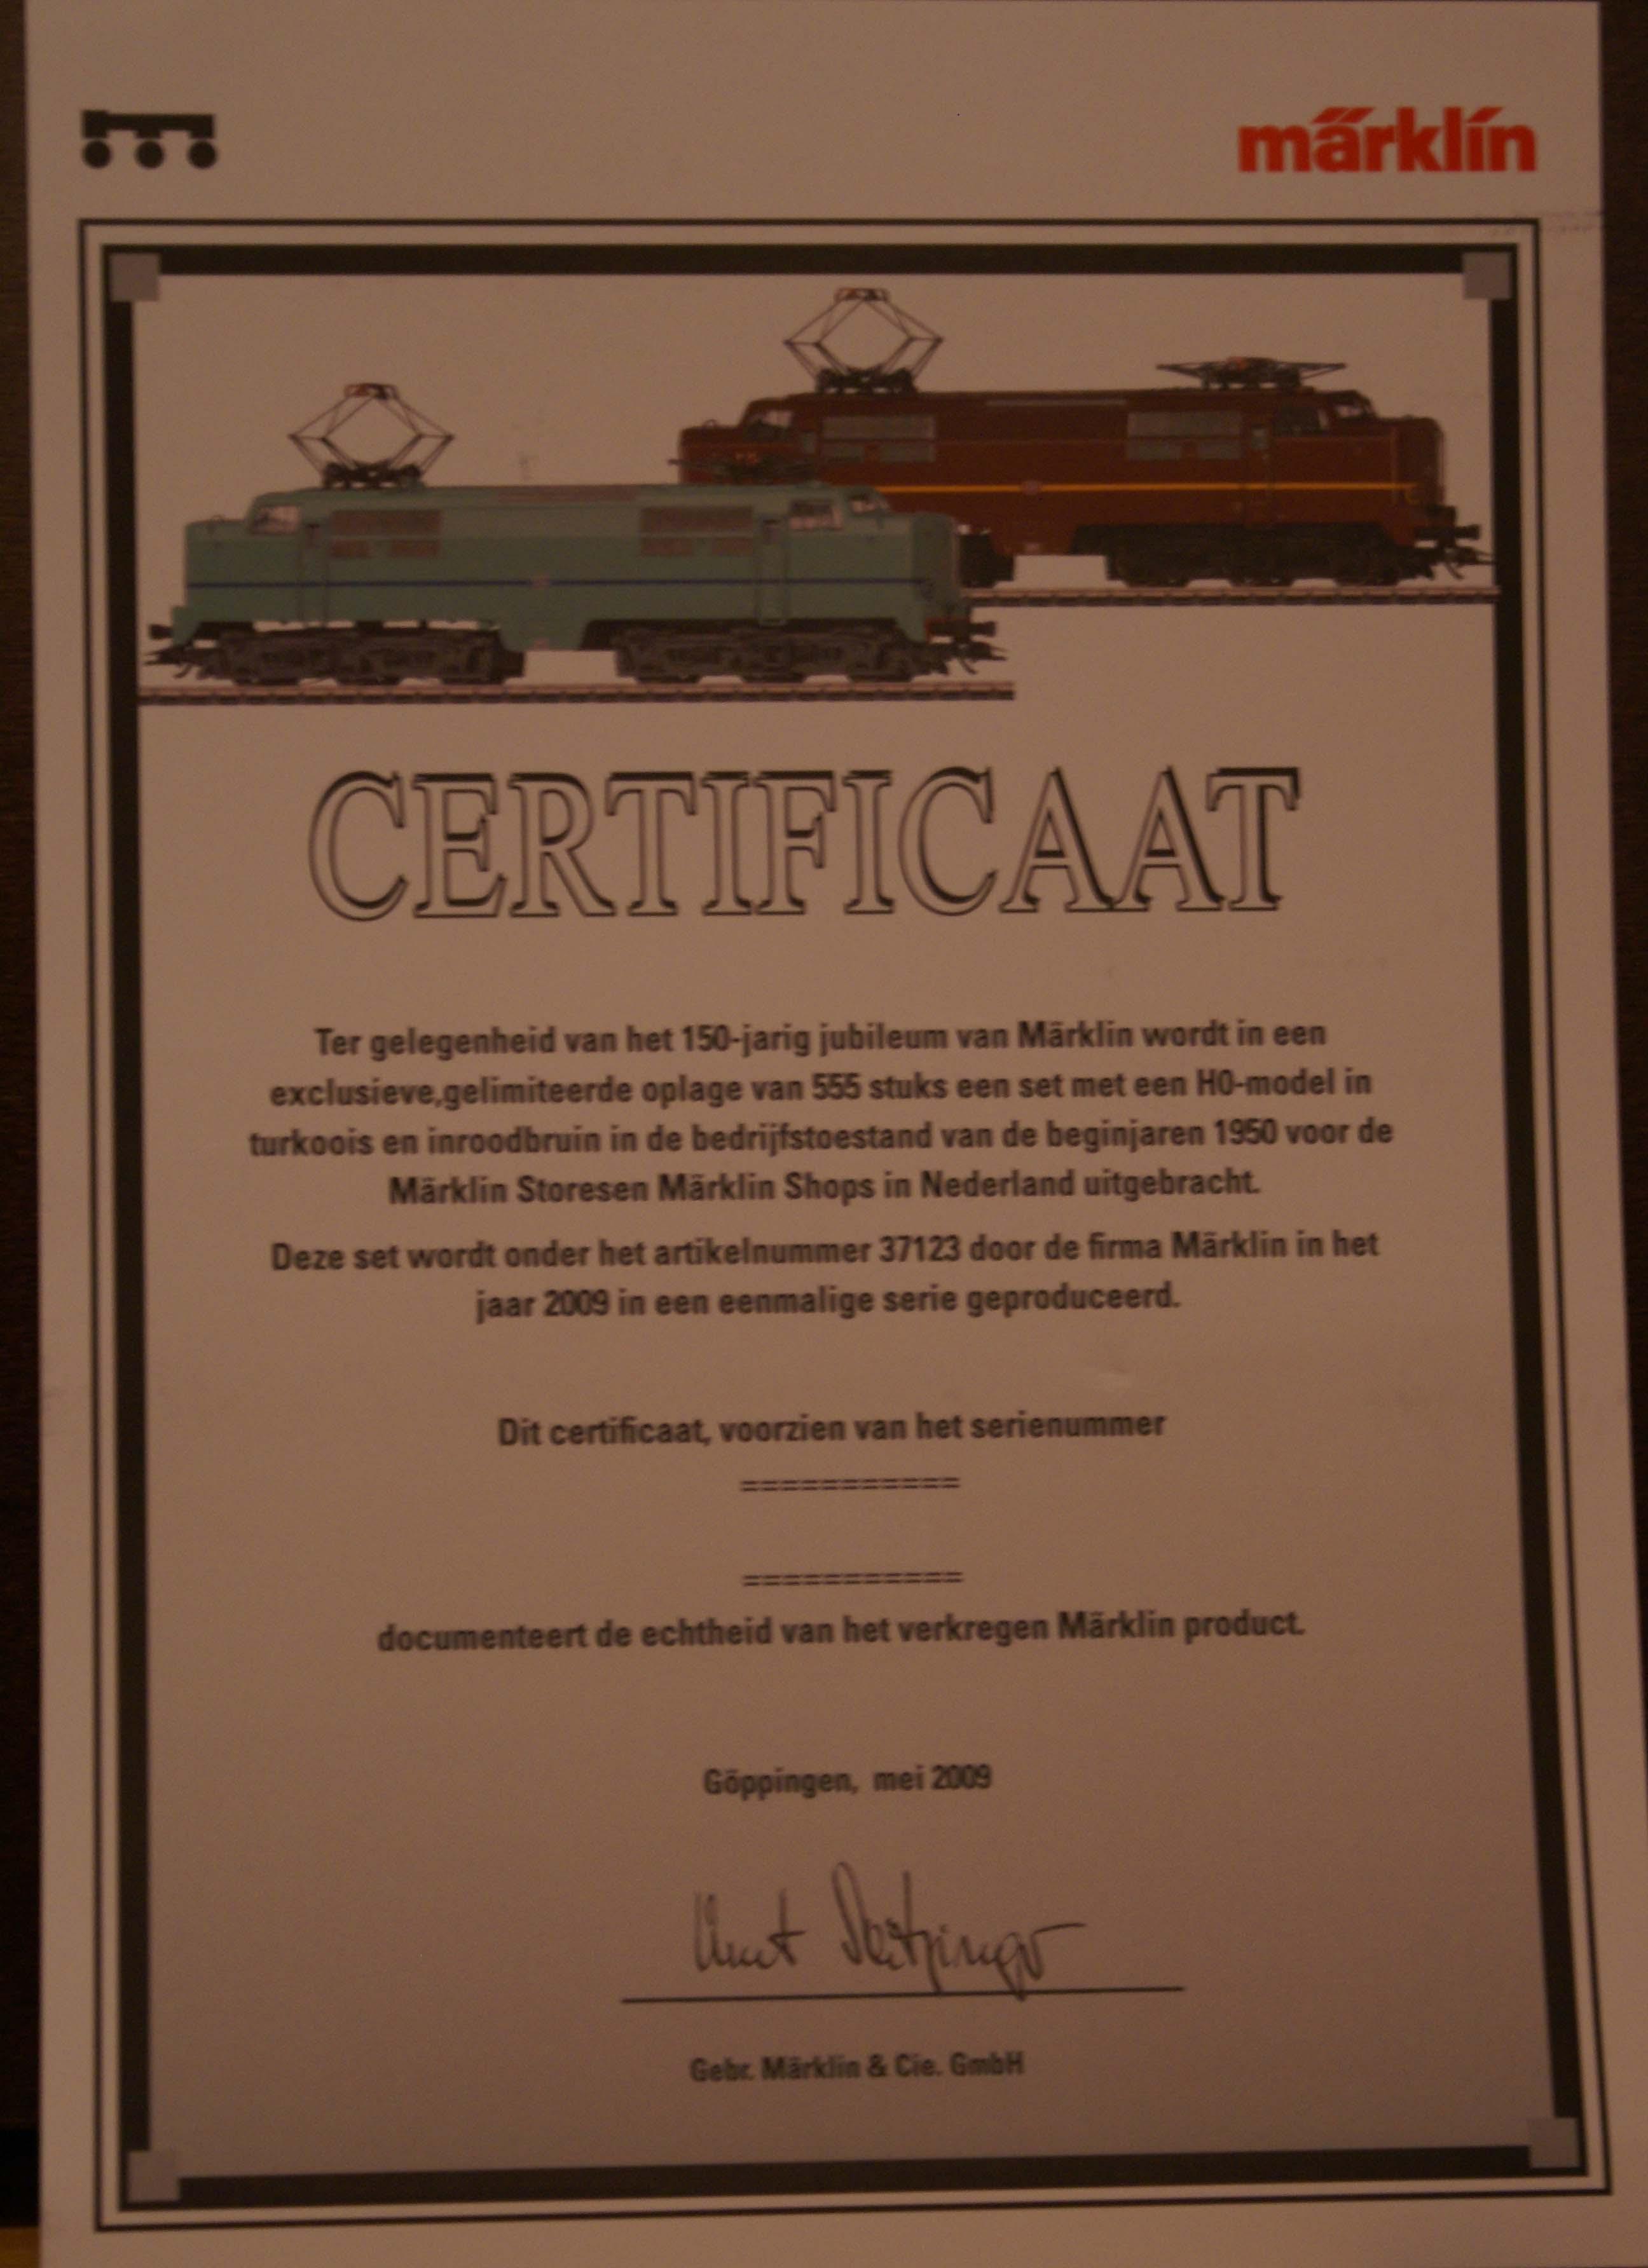 märklín
CERTIFICAAT
Ter gelegenheid van het 150-jarig jubileum van Märklin wordt in een
exclusieve,gelimiteerde oplage van 555 stuks een set met een H0-model in
turkoois en inroodbruin in de bedrijfstoestand van de beginjaren 1950 voor de
Märklin Storesen Märklin Shops in Nederland uitgebracht.
Deze set wordt onder het artikelnummer 37123 door de firma Märklin in het
jaar 2009 in een eenmalige serie geproduceerd.
Dit certificaat, voorzien van het serienummer
===========
===========
documenteert de echtheid van het verkregen Märklin product.
Göppingen, mei 2009
Gebr. Märklin & Cie. GmbH